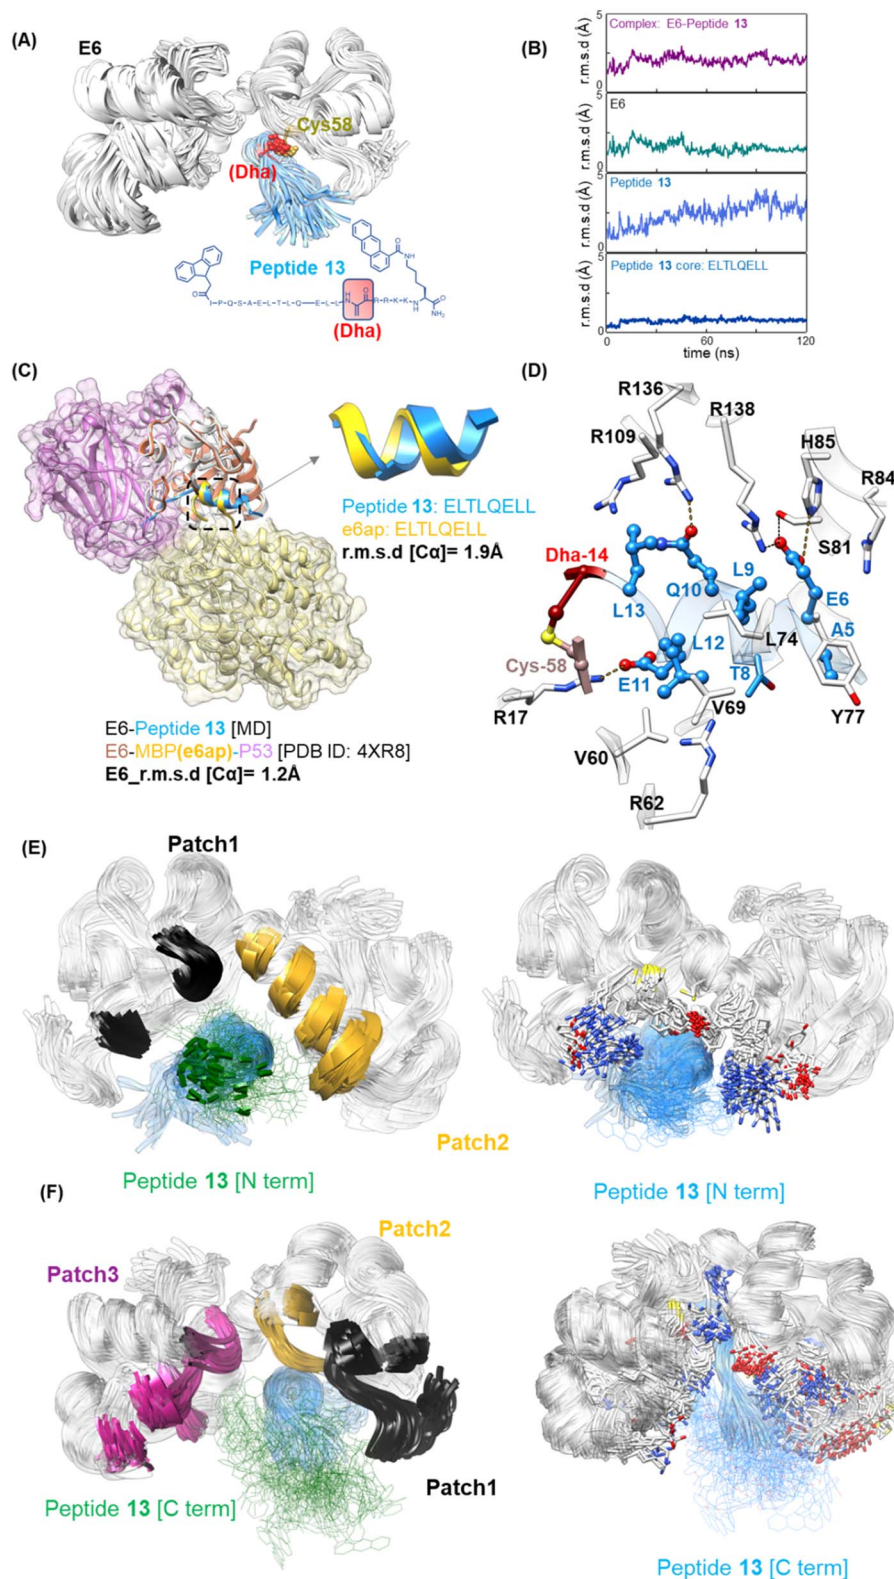 (A)
E6
Cys58
(Dha)
Peptide 13
O
I-P-Q-S-A-E-L-T-L-Q-E-L-L
H
N
O
R-R-K-K
N
H
O
NH
O
NH₂
(Dha)
(B)
Complex: E6-Peptide 13
E6
Peptide 13
Peptide 13 core: ELTLQELL
r.m.s.d (Å)
r.m.s.d (Å)
r.m.s.d (Å)
r.m.s.d (Å)
5
0
5
0
5
0
5
0
0 60 120
time (ns)
(C)
Peptide 13: ELTLQELL
e6ap: ELTLQELL
r.m.s.d [Cα]= 1.9Å
E6-Peptide 13 [MD]
E6-MBP(e6ap)-P53 [PDB ID: 4XR8]
E6_r.m.s.d [Cα]= 1.2Å
(D)
R136
R138
H85
R109
R84
S81
Dha-14
L9
Q10
L13
E6
A5
L12
L74
Cys-58
T8
E11
R17
V69
Y77
V60
R62
(E)
Patch1
Patch2
Peptide 13 [N term]
Peptide 13 [N term]
(F)
Patch2
Patch3
Peptide 13 [C term]
Patch1
Peptide 13 [C term]